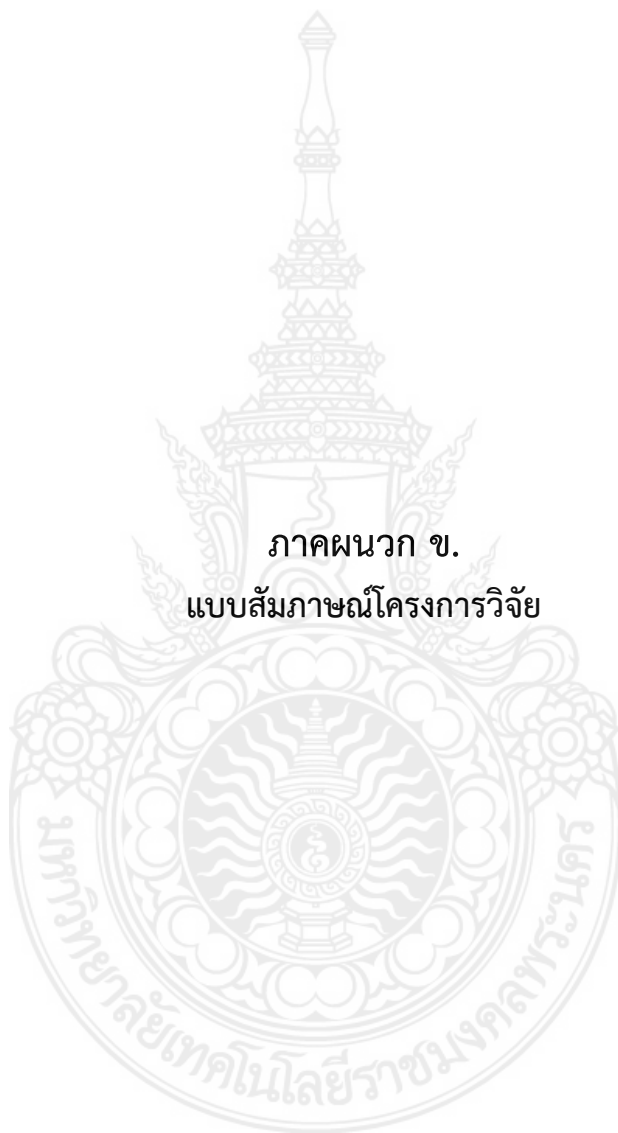 ภาคผนวก ข.
แบบสัมภาษณ์โครงการวิจัย
มหาวิทยาลัยเทคโนโลยีราชมงคลพระนคร